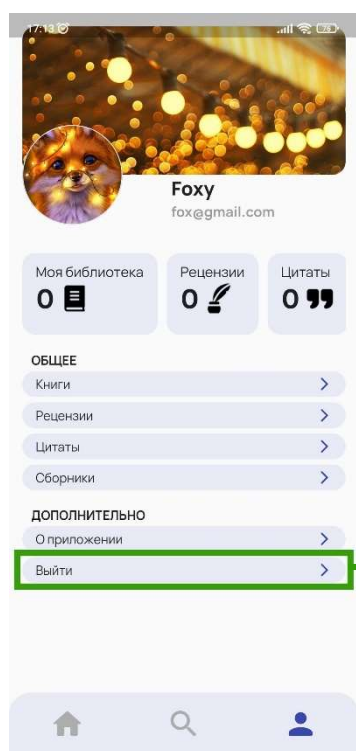 17:13
78
Foxy
fox@gmail.com
Моя библиотека
0
Рецензии
0
Цитаты
0
ОБЩЕЕ
Книги
Рецензии
Цитаты
Сборники
ДОПОЛНИТЕЛЬНО
О приложении
Выйти